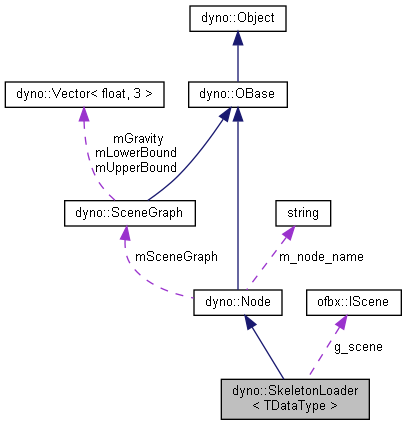 dyno::Object
dyno::Vector< float, 3 >
dyno::OBase
mGravity
mLowerBound
mUpperBound
dyno::SceneGraph
string
mSceneGraph
m_node_name
dyno::Node
ofbx::IScene
g_scene
dyno::SkeletonLoader
< TDataType >